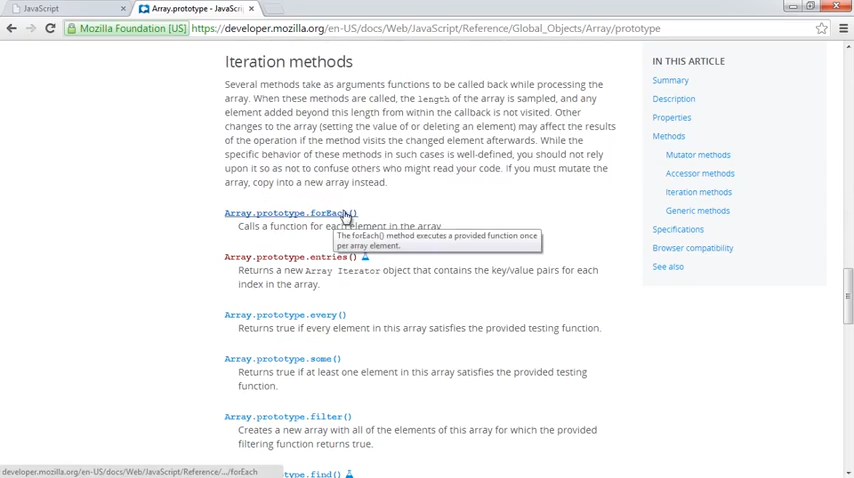 JavaScript
Array.prototype - JavaSc
Mozilla Foundation [US]
https://developer.mozilla.org/en-US/docs/Web/JavaScript/Reference/Global_Objects/Array/prototype
Iteration methods
Several methods take as arguments functions to be called back while processing the
array. When these methods are called, the length of the array is sampled, and any
element added beyond this length from within the callback is not visited. Other
changes to the array (setting the value of or deleting an element) may affect the results
of the operation if the method visits the changed element afterwards. While the
specific behavior of these methods in such cases is well-defined, you should not rely
upon it so as not to confuse others who might read your code. If you must mutate the
array, copy into a new array instead.
Array.prototype.forEach()
Calls a function for each element in the array.
The forEach() method executes a provided function once
per array element.
Array.prototype.entries()
Returns a new Array Iterator object that contains the key/value pairs for each
index in the array.
Array.prototype.every()
Returns true if every element in this array satisfies the provided testing function.
Array.prototype.some()
Returns true if at least one element in this array satisfies the provided testing
function.
Array.prototype.filter()
Creates a new array with all of the elements of this array for which the provided
filtering function returns true.
totype.find()
IN THIS ARTICLE
Summary
Description
Properties
Methods
Mutator methods
Accessor methods
Iteration methods
Generic methods
Specifications
Browser compatibility
See also
developer.mozilla.org/en-US/docs/Web/JavaScript/Reference/.../forEach